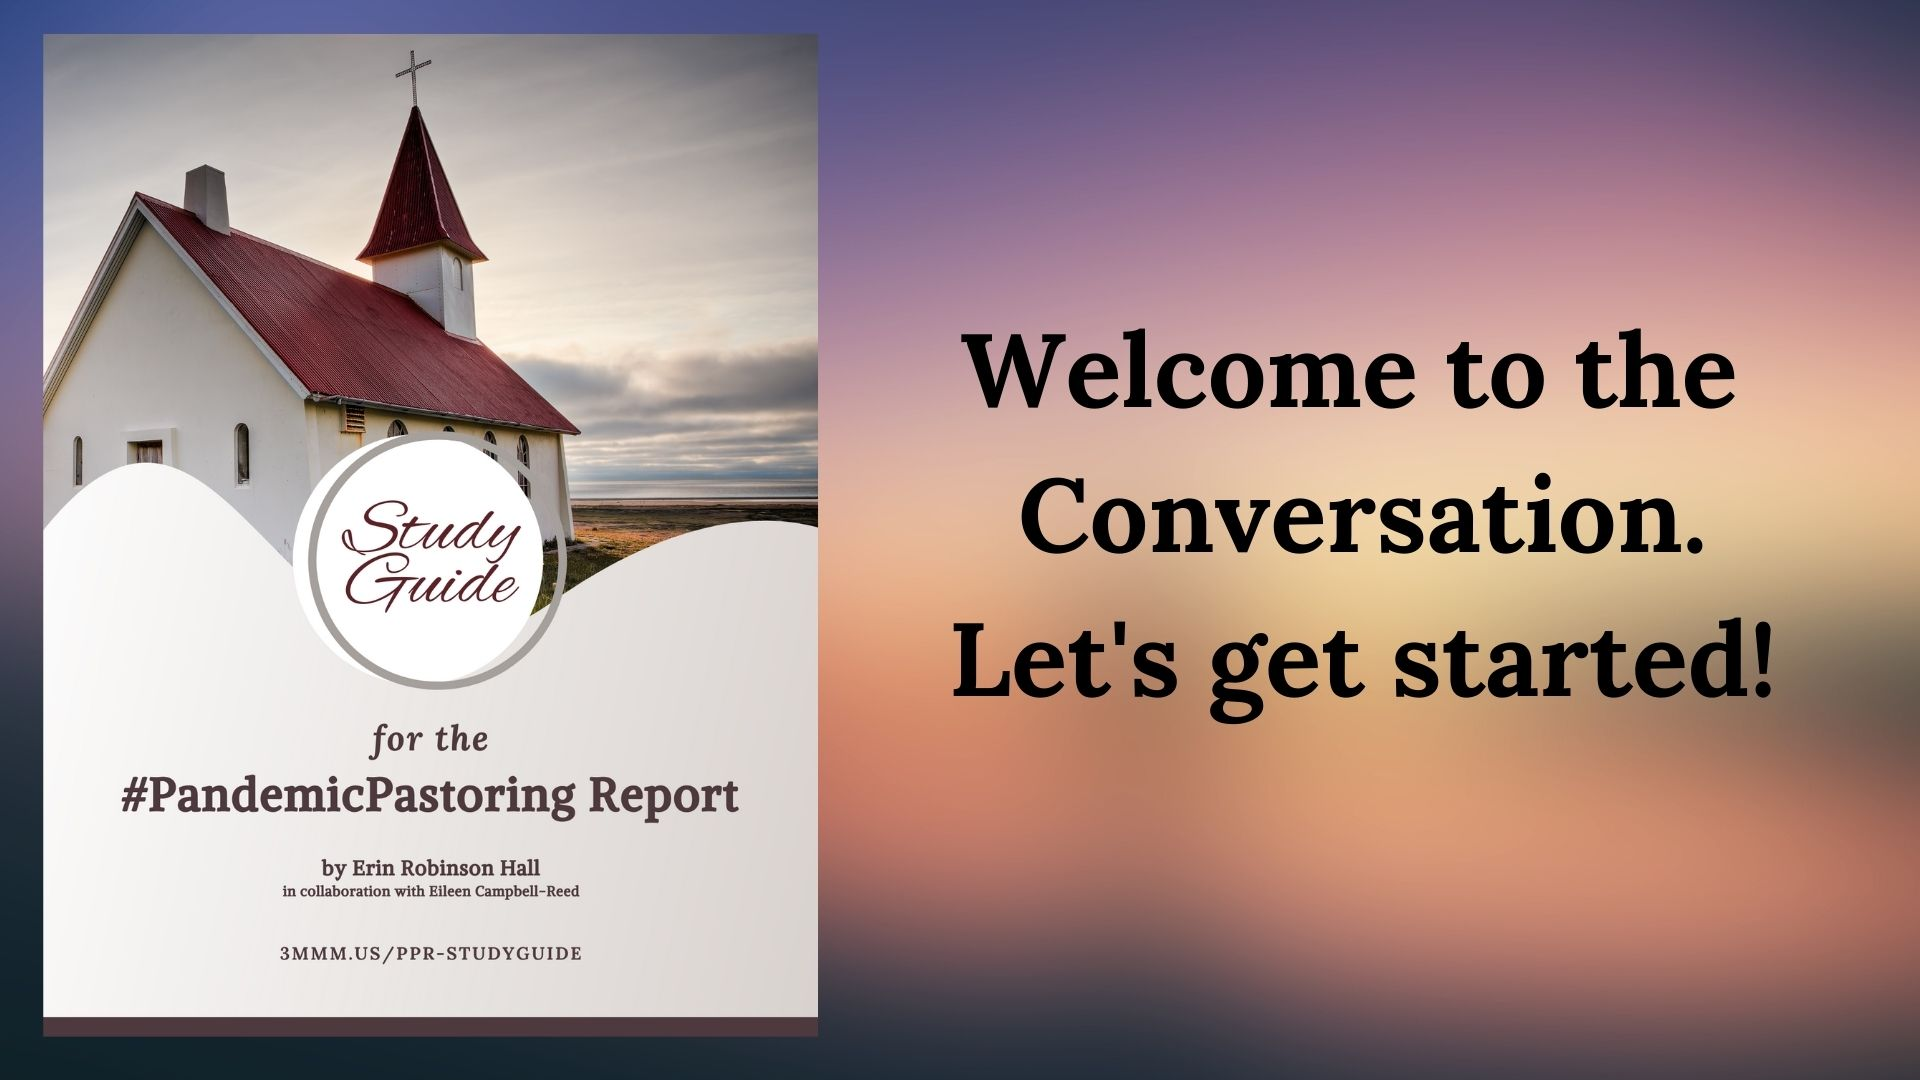 Study
Guide
for the
#PandemicPastoring Report
by Erin Robinson Hall
in collaboration with Eileen Campbell-Reed
3MMM.US/PPR-STUDYGUIDE
Welcome to the
Conversation.
Let's get started!